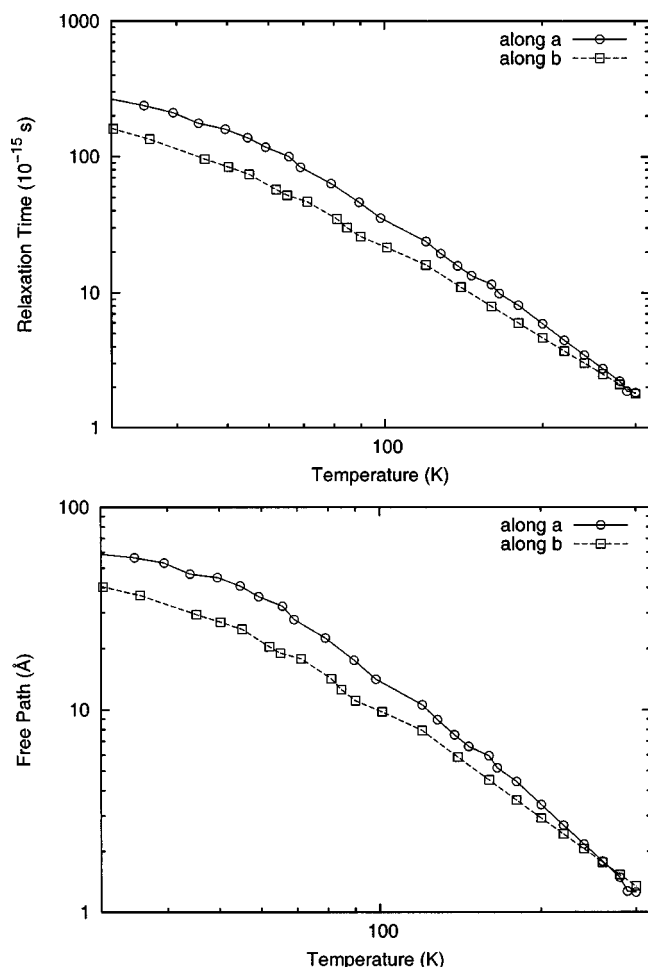 1000
100
10
1
Relaxation Time (10⁻¹⁵ s)
along a
along b
100
Temperature (K)
100
10
1
Free Path (Å)
along a
along b
100
Temperature (K)